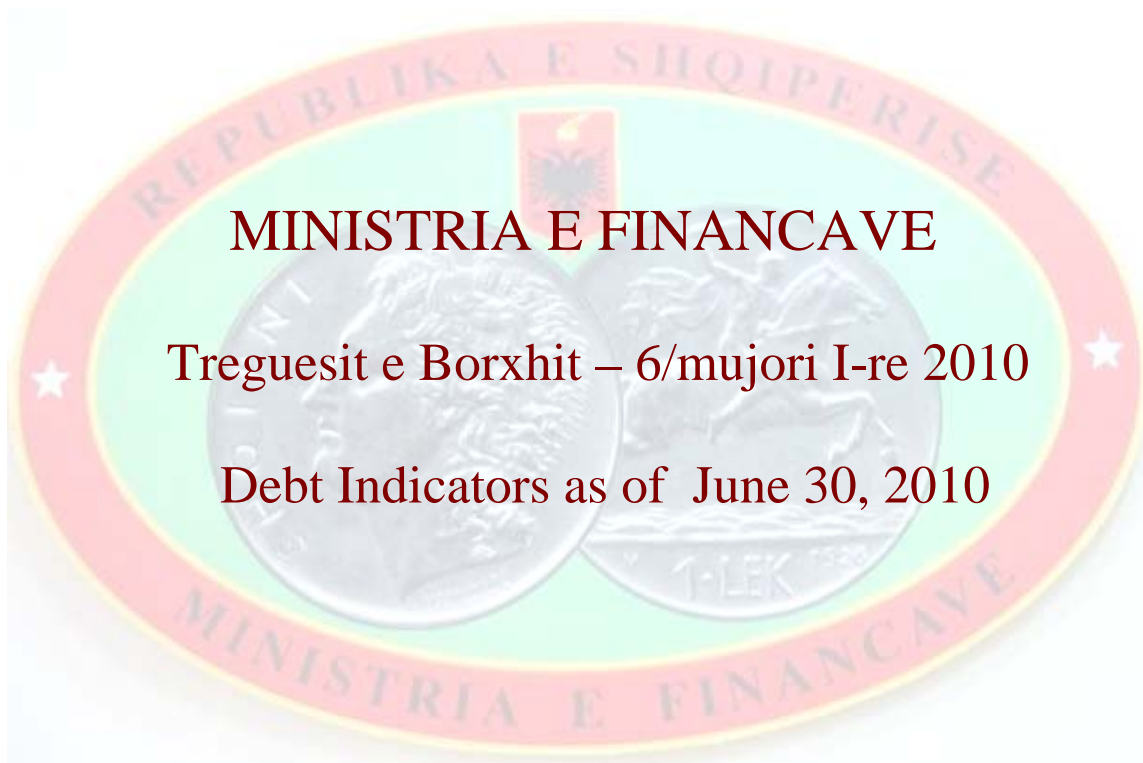 REPUBLIKA E SHQIPERISE
MINISTRIA E FINANCAVE
Treguesit e Borxhit – 6/mujori I-re 2010
Debt Indicators as of June 30, 2010
1·LEK
MINISTRIA E FINANCAVE